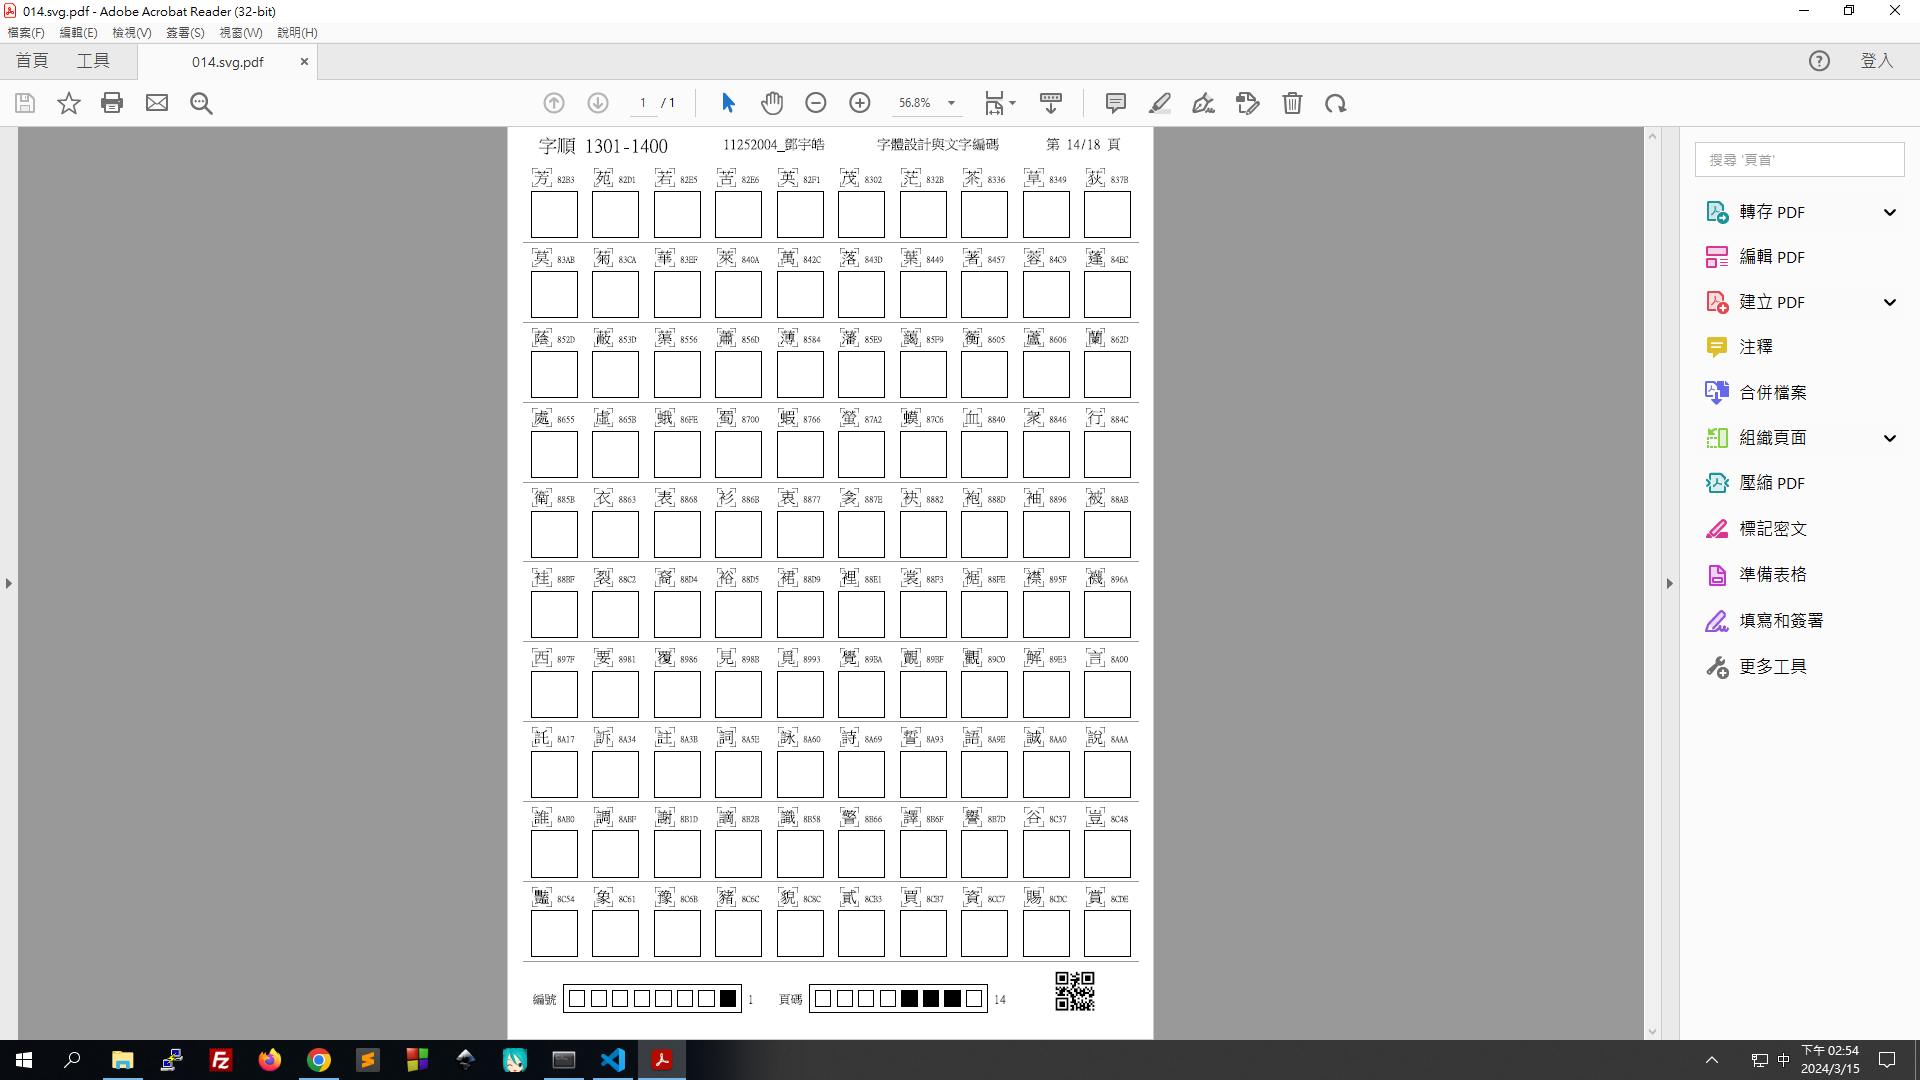 014.svg.pdf - Adobe Acrobat Reader (32-bit)
檔案(F) 編輯(E) 檢視(V) 簽署(S) 視窗(W) 說明(H)
首頁 工具 014.svg.pdf × 登入
1 / 1 56.8%
字順 1301-1400 11252004_鄧宇皓 字體設計與文字編碼 第 14/18 頁
芳 82B3 苑 82D1 若 82E5 苦 82E6 英 82F1 茂 8302 茫 832B 茶 8336 草 8349 荻 837B
莫 83AB 菊 83CA 華 83EF 萊 840A 萬 842C 落 843D 葉 8449 著 8457 蓉 84C9 蓬 84EC
蔭 852D 蔽 853D 蕖 8556 蕭 856D 薄 8584 藩 85E9 藹 85F9 蘅 8605 蘆 8606 蘭 862D
處 8655 虛 865B 蛾 86FE 蜀 8700 蝦 8766 螢 87A2 蟆 87C6 血 8840 衆 8846 行 884C
衛 885B 衣 8863 表 8868 衫 886B 衷 8877 衾 887E 袂 8882 袍 888D 袖 8896 被 88AB
袿 88BF 裂 88C2 裔 88D4 裕 88D5 裙 88D9 裡 88E1 裳 88F3 裾 88FE 襟 895F 襪 896A
西 897F 要 8981 覆 8986 見 898B 覓 8993 覺 89BA 覿 89BF 觀 89C0 解 89E3 言 8A00
託 8A17 訴 8A34 註 8A3B 詞 8A5E 詠 8A60 詩 8A69 誓 8A93 語 8A9E 誠 8AA0 說 8AAA
誰 8AB0 調 8ABF 謝 8B1D 謫 8B2B 識 8B58 警 8B66 譯 8B6F 譽 8B7D 谷 8C37 豈 8C48
豔 8C54 象 8C61 豫 8C6B 豬 8C6C 貌 8C8C 貳 8CB3 買 8CB7 資 8CC7 賜 8CDC 賞 8CDE
編號 1 頁碼 14
搜尋 '頁首'
轉存 PDF
編輯 PDF
建立 PDF
注釋
合併檔案
組織頁面
壓縮 PDF
標記密文
準備表格
填寫和簽署
更多工具
中
下午 02:54
2024/3/15